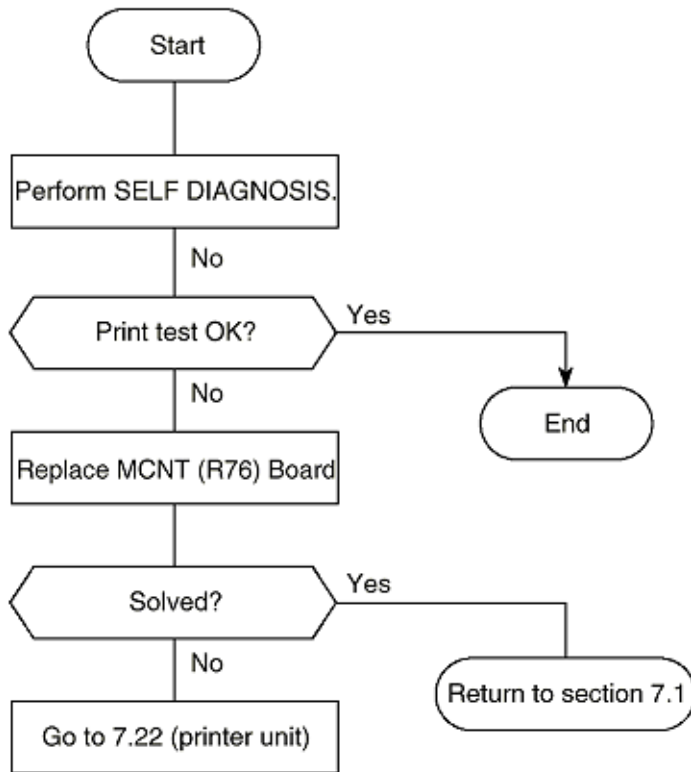 Start
Perform SELF DIAGNOSIS.
No
Print test OK?
Yes
End
No
Replace MCNT (R76) Board
Solved?
Yes
Return to section 7.1
No
Go to 7.22 (printer unit)